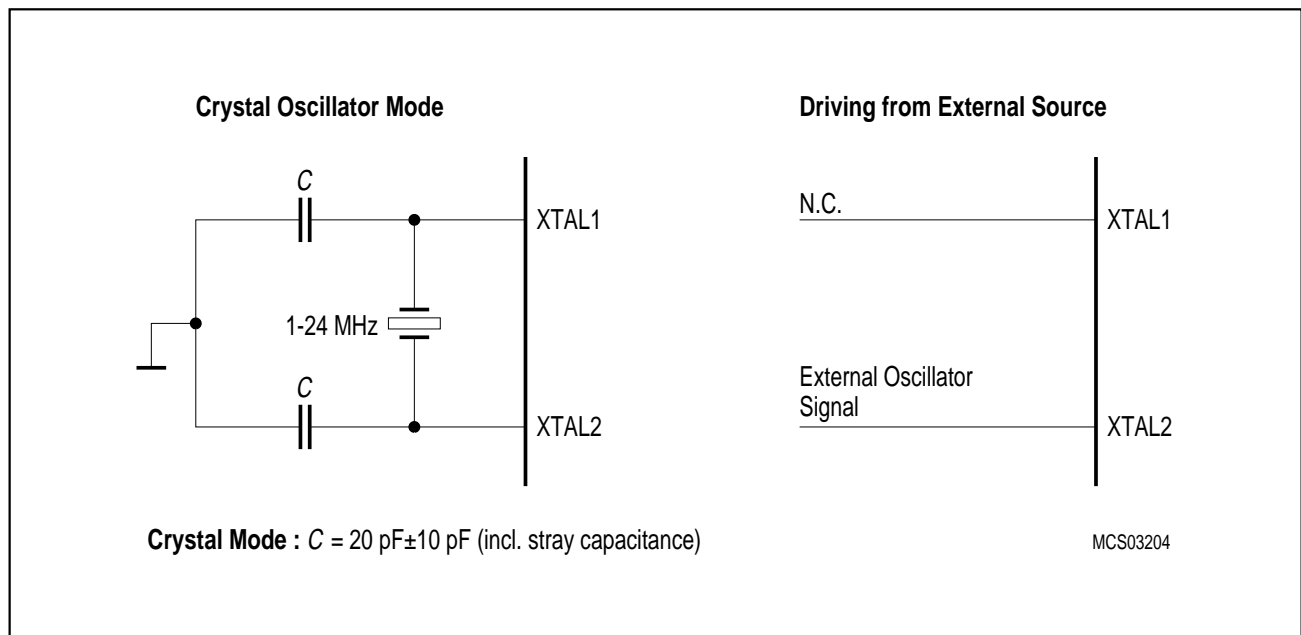 Crystal Oscillator Mode
C
XTAL1
1-24 MHz
C
XTAL2
Driving from External Source
N.C.
XTAL1
External Oscillator
Signal
XTAL2
Crystal Mode : C = 20 pF±10 pF (incl. stray capacitance)
MCS03204